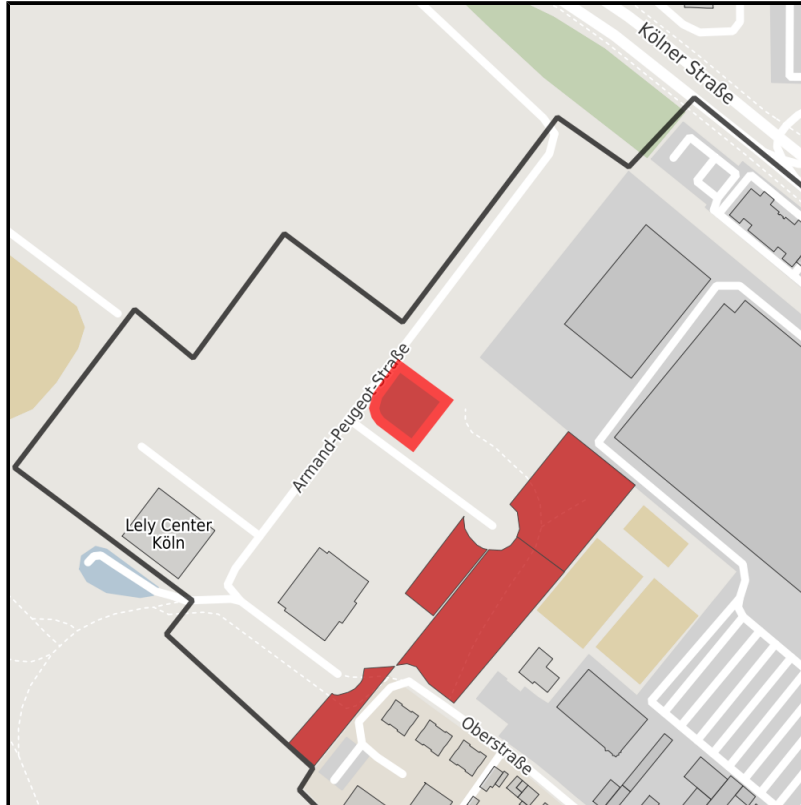 Kölner Straße
Armand-Peugeot-Straße
Lely Center
Köln
Oberstraße